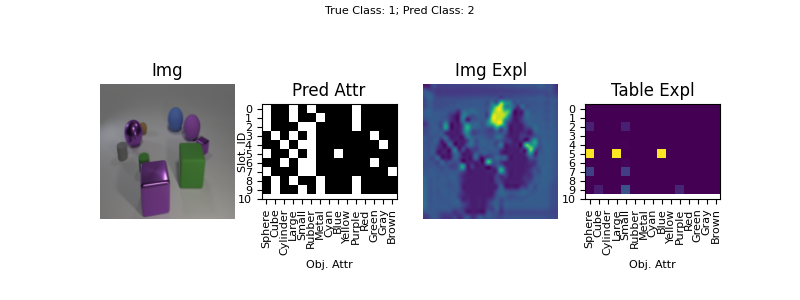 True Class: 1; Pred Class: 2
Img
Pred Attr
Img Expl
Table Expl
Slot. ID
0
1
2
3
4
5
6
7
8
9
10
Sphere
Cube
Cylinder
Large
Small
Rubber
Metal
Cyan
Blue
Yellow
Purple
Red
Green
Gray
Brown
Obj. Attr
0
1
2
3
4
5
6
7
8
9
10
Sphere
Cube
Cylinder
Large
Small
Rubber
Metal
Cyan
Blue
Yellow
Purple
Red
Green
Gray
Brown
Obj. Attr